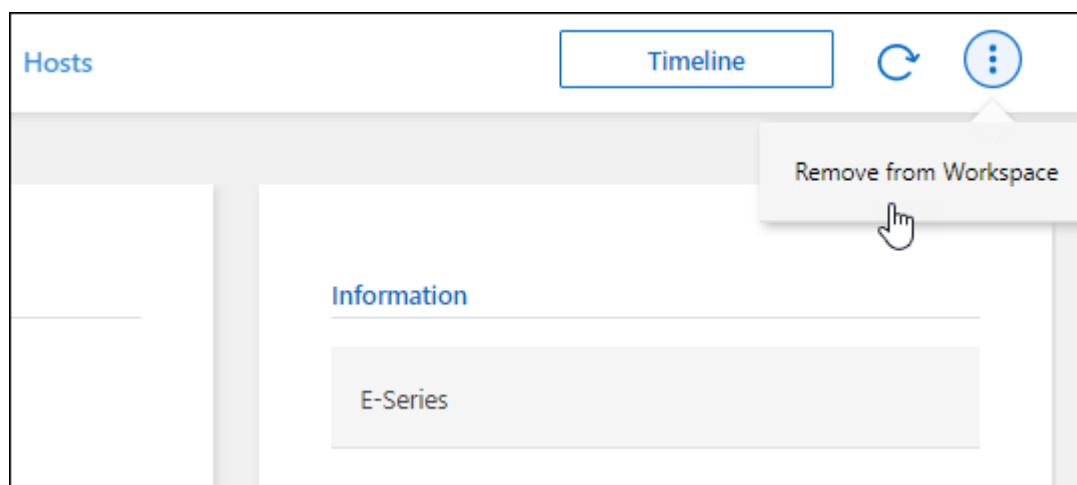 Hosts
Timeline
Remove from Workspace
Information
E-Series